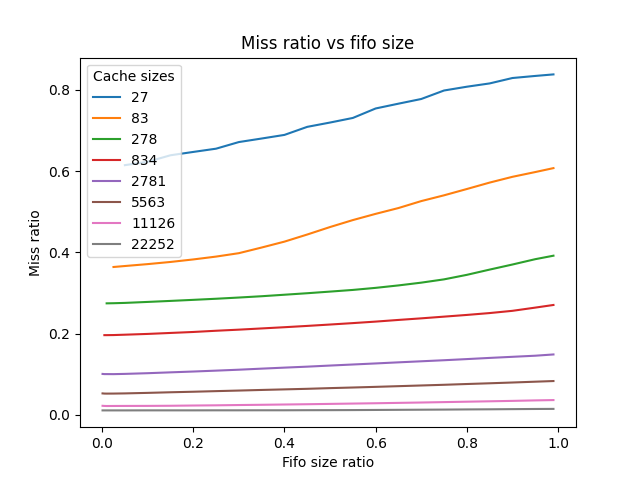 Miss ratio vs fifo size
Cache sizes
27
83
278
834
2781
5563
11126
22252
Miss ratio
0.8
0.6
0.4
0.2
0.0
0.0 0.2 0.4 0.6 0.8 1.0
Fifo size ratio